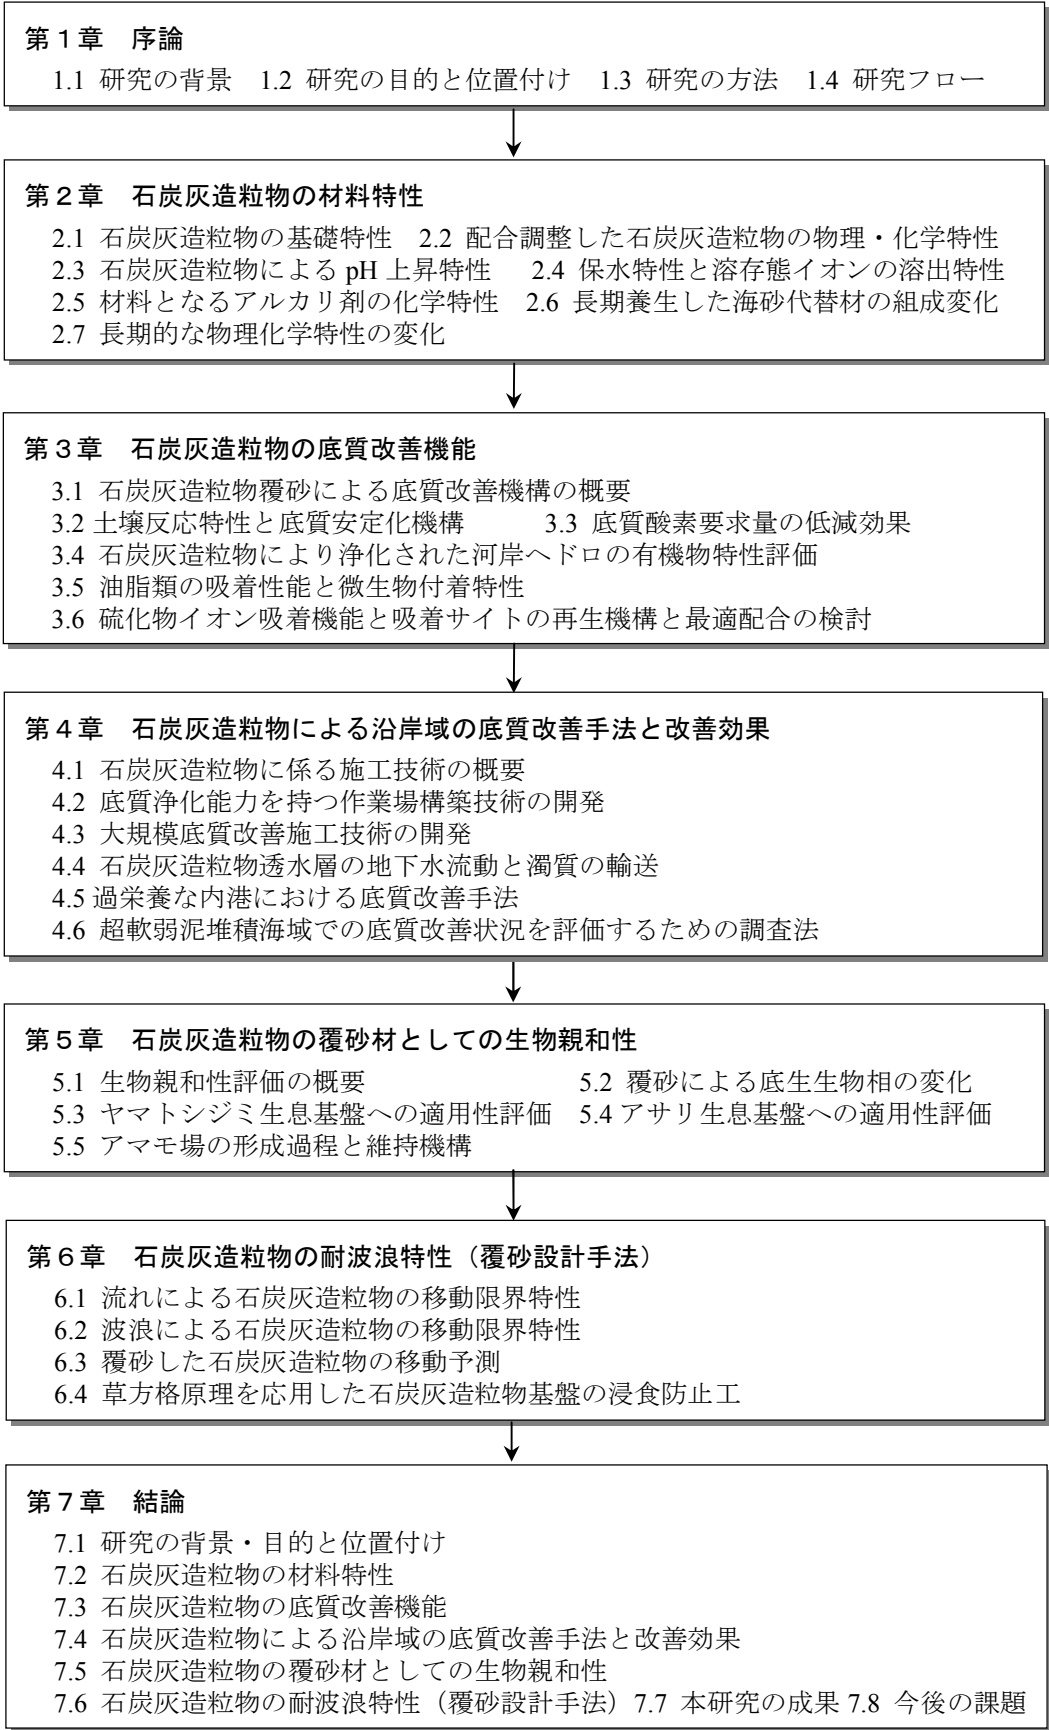 第１章　序論
1.1 研究の背景　1.2 研究の目的と位置付け　1.3 研究の方法　1.4 研究フロー
第２章　石炭灰造粒物の材料特性
2.1 石炭灰造粒物の基礎特性　2.2 配合調整した石炭灰造粒物の物理・化学特性
2.3 石炭灰造粒物による pH 上昇特性　2.4 保水特性と溶存態イオンの溶出特性
2.5 材料となるアルカリ剤の化学特性　2.6 長期養生した海砂代替材の組成変化
2.7 長期的な物理化学特性の変化
第３章　石炭灰造粒物の底質改善機能
3.1 石炭灰造粒物覆砂による底質改善機構の概要
3.2 土壌反応特性と底質安定化機構　3.3 底質酸素要求量の低減効果
3.4 石炭灰造粒物により浄化された河岸ヘドロの有機物特性評価
3.5 油脂類の吸着性能と微生物付着特性
3.6 硫化物イオン吸着機能と吸着サイトの再生機構と最適配合の検討
第４章　石炭灰造粒物による沿岸域の底質改善手法と改善効果
4.1 石炭灰造粒物に係る施工技術の概要
4.2 底質浄化能力を持つ作業場構築技術の開発
4.3 大規模底質改善施工技術の開発
4.4 石炭灰造粒物透水層の地下水流動と濁質の輸送
4.5 過栄養な内港における底質改善手法
4.6 超軟弱泥堆積海域での底質改善状況を評価するための調査法
第５章　石炭灰造粒物の覆砂材としての生物親和性
5.1 生物親和性評価の概要　5.2 覆砂による底生生物相の変化
5.3 ヤマトシジミ生息基盤への適用性評価　5.4 アサリ生息基盤への適用性評価
5.5 アマモ場の形成過程と維持機構
第６章　石炭灰造粒物の耐波浪特性（覆砂設計手法）
6.1 流れによる石炭灰造粒物の移動限界特性
6.2 波浪による石炭灰造粒物の移動限界特性
6.3 覆砂した石炭灰造粒物の移動予測
6.4 草方格原理を応用した石炭灰造粒物基盤の浸食防止工
第７章　結論
7.1 研究の背景・目的と位置付け
7.2 石炭灰造粒物の材料特性
7.3 石炭灰造粒物の底質改善機能
7.4 石炭灰造粒物による沿岸域の底質改善手法と改善効果
7.5 石炭灰造粒物の覆砂材としての生物親和性
7.6 石炭灰造粒物の耐波浪特性（覆砂設計手法）7.7 本研究の成果 7.8 今後の課題